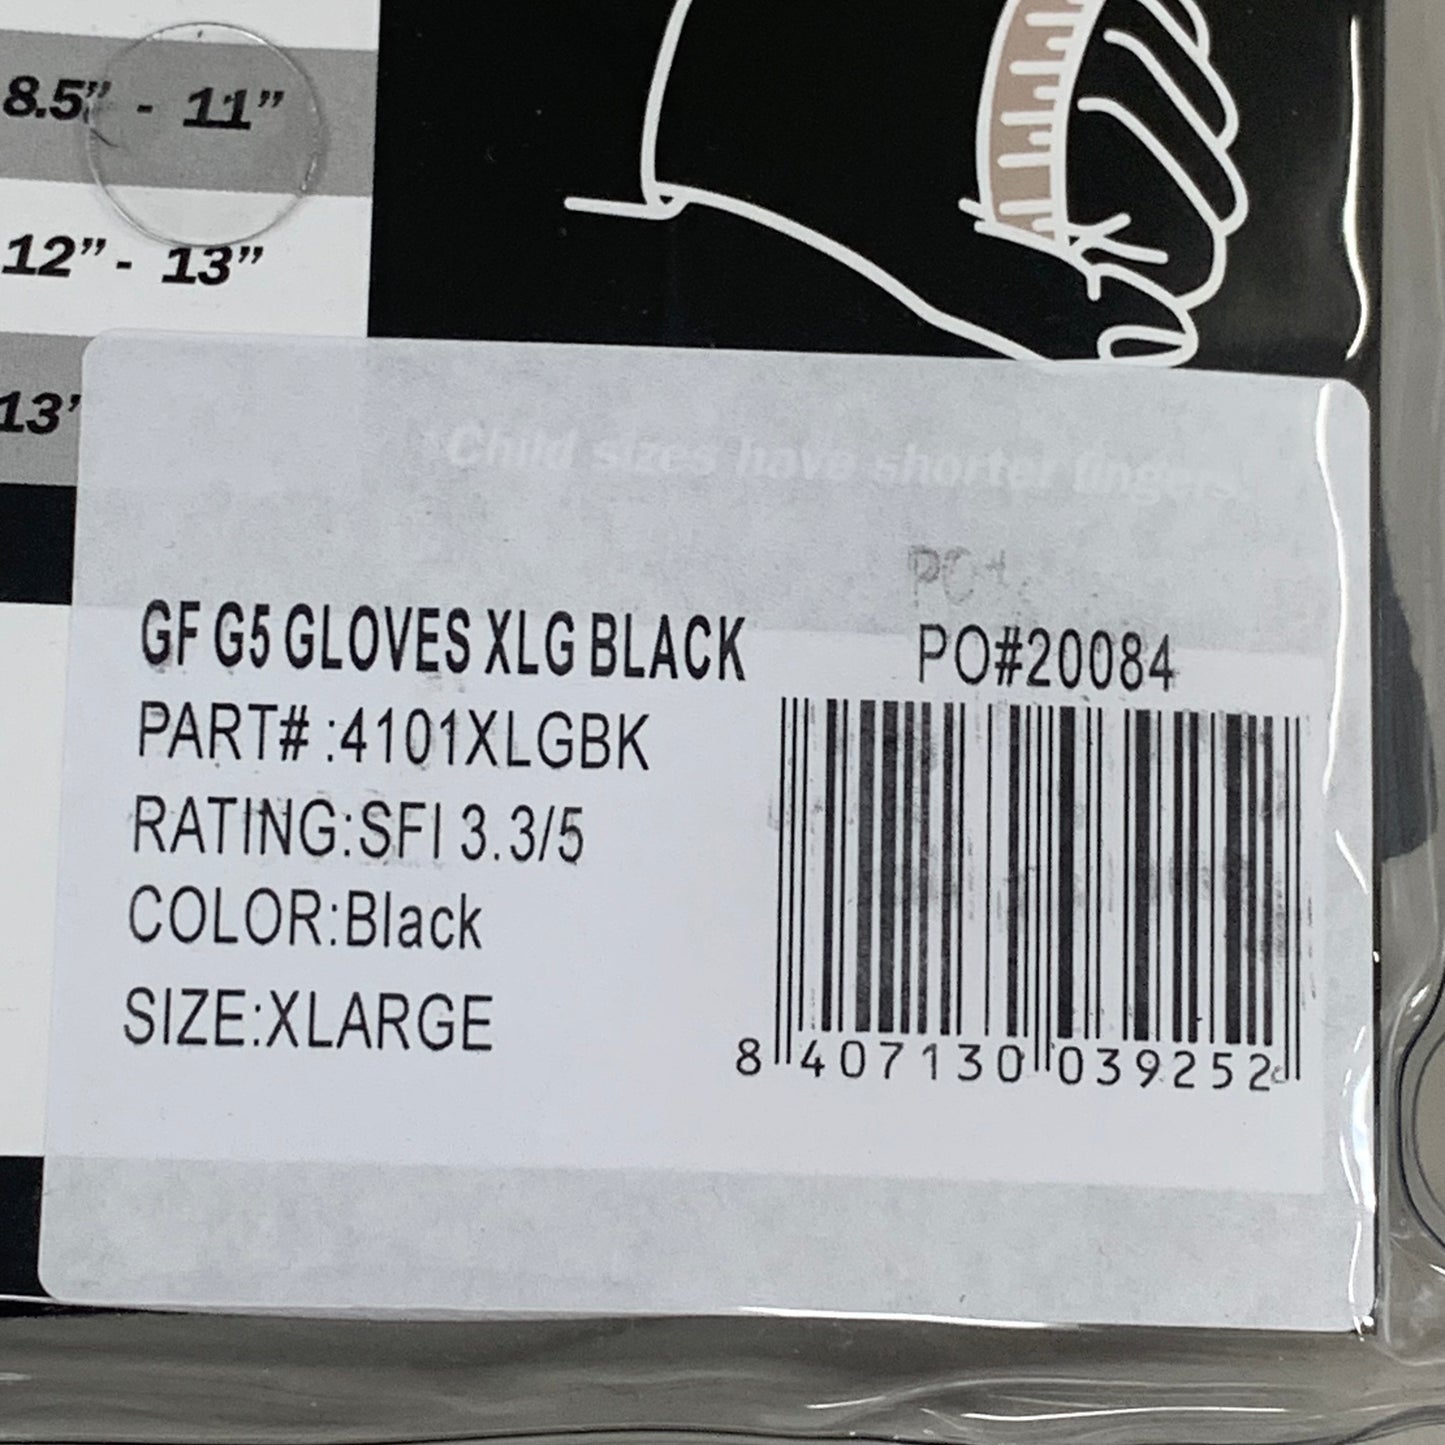 8.5" - 11"
12" - 13"
13"
*Child sizes have shorter fingers.
GF G5 GLOVES XLG BLACK
PO#20084
PART# :4101XLGBK
RATING:SFI 3.3/5
COLOR:Black
SIZE:XLARGE
8 407130 039252